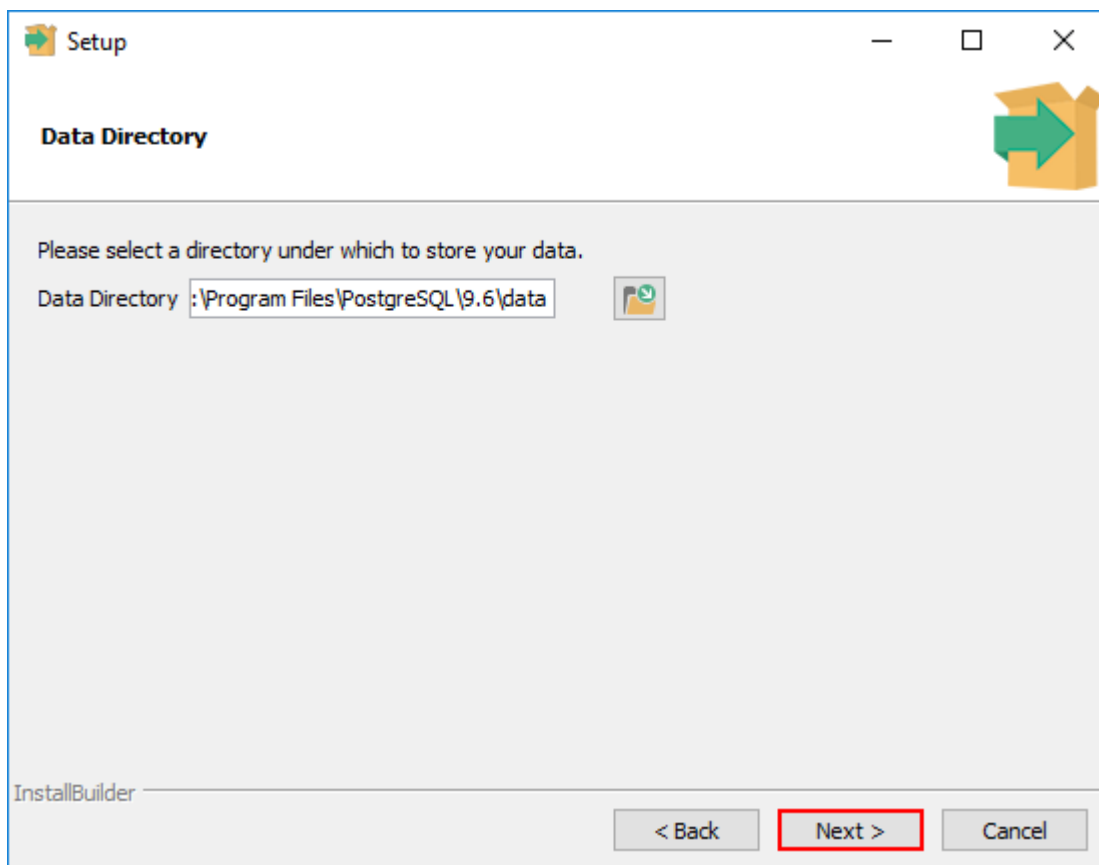 Setup
Data Directory
Please select a directory under which to store your data.
Data Directory :\Program Files\PostgreSQL\9.6\data
InstallBuilder
< Back Next > Cancel